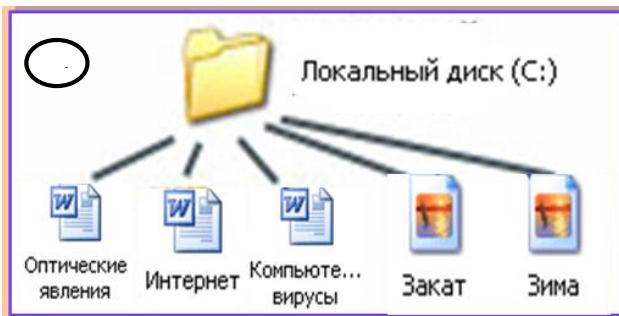 Локальный диск (C:)
Оптические
явления
Интернет
Компьюте...
вирусы
Закат
Зима